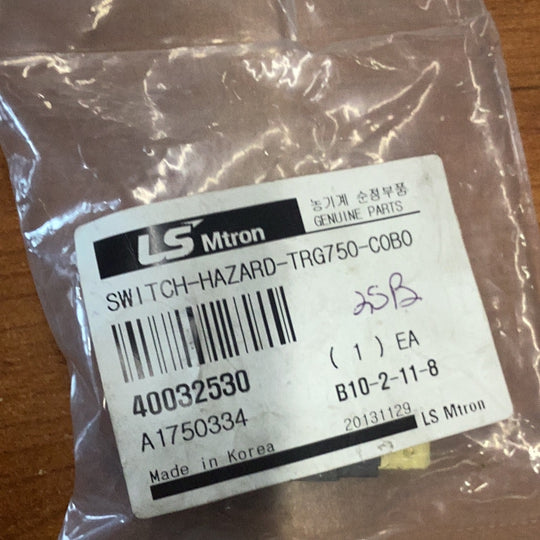 LS Mtron
농기계 순정부품
GENUINE PARTS
SWITCH-HAZARD-TRG750-COBO
25B
40032530
( 1 ) EA
A1750334
B10-2-11-8
Made in Korea
20131129
LS Mtron